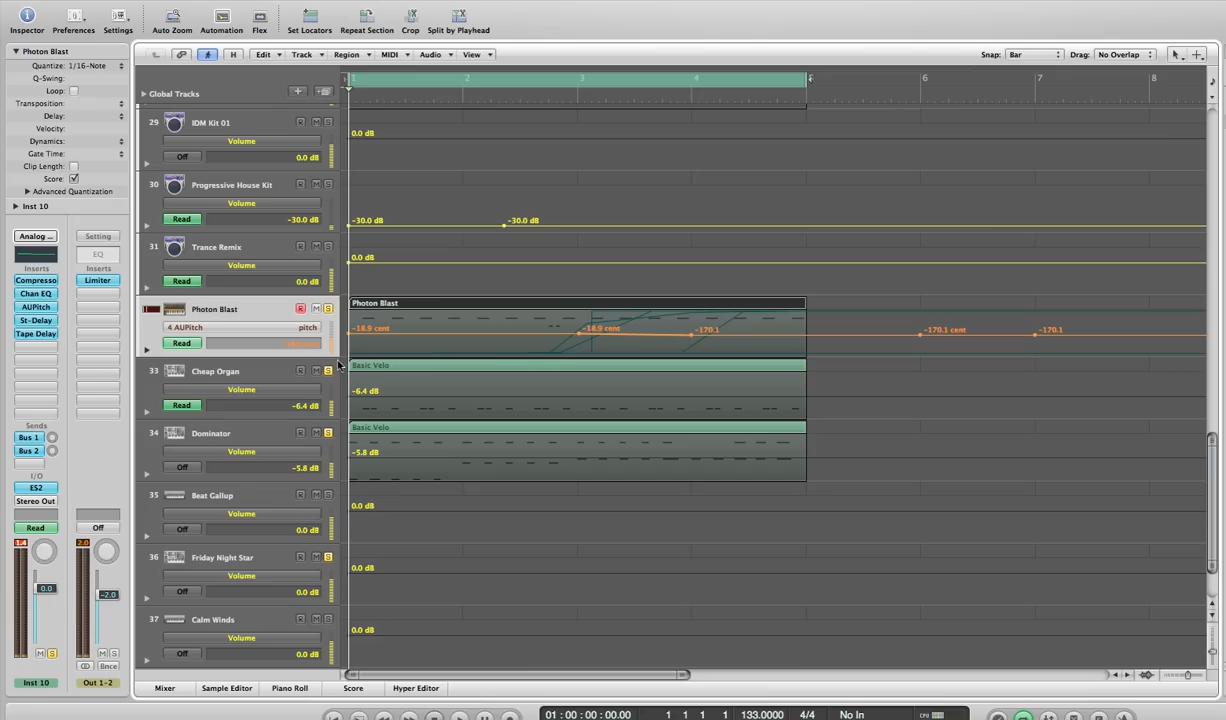 Inspector Preferences Settings Auto Zoom Automation Flex Set Locators Repeat Section Crop Split by Playhead
Photon Blast
Quantize: 1/16-Note
Q-Swing:
Loop:
Transposition:
Delay:
Velocity:
Dynamics:
Gate Time:
Clip Length:
Score:
Advanced Quantization
Inst 10
Analog... Setting
EQ
Inserts Inserts
Compresso Limiter
Chan EQ
AUPitch
St-Delay
Tape Delay
Sends
Bus 1
Bus 2
I/O
ES2
Stereo Out
Read Off
1.4 2.0
0.0 -2.0
M S M S
Bnce
Inst 10 Out 1-2
H Edit Track Region MIDI Audio View Snap: Bar Drag: No Overlap
Global Tracks
1 2 3 4 5 6 7 8
29 IDM Kit 01 R M S
Volume
Off 0.0 dB
0.0 dB
30 Progressive House Kit R M S
Volume
Read -30.0 dB
-30.0 dB -30.0 dB
31 Trance Remix R M S
Volume
Read 0.0 dB
0.0 dB
Photon Blast R M S
4 AUPitch pitch
Read
Photon Blast
-18.9 cent -18.9 cent -170.1 -170.1 cent -170.1
33 Cheap Organ R M S
Volume
Read -6.4 dB
Basic Velo
-6.4 dB
34 Dominator R M S
Volume
Off -5.8 dB
Basic Velo
-5.8 dB
35 Beat Gallup R M S
Volume
Off 0.0 dB
0.0 dB
36 Friday Night Star R M S
Volume
Off 0.0 dB
0.0 dB
37 Calm Winds R M S
Volume
Off 0.0 dB
0.0 dB
Mixer Sample Editor Piano Roll Score Hyper Editor
01:00:00:00.00 1 1 1 1 133.0000 4/4 No In CPU